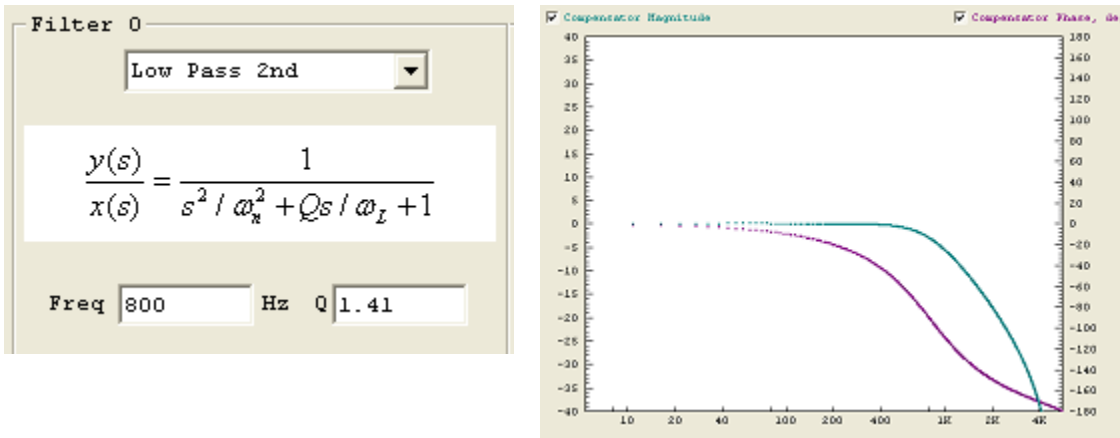 Filter 0
Low Pass 2nd
y(s)
x(s)
=
1
s² / ω²ₙ + Qs / ω_L + 1
Freq 800 Hz Q 1.41
Compensator Magnitude Compensator Phase, de
40 180
35 160
30 140
25 120
20 100
15 80
10 60
5 40
20
0 0
-5 -20
-10 -40
-15 -60
-20 -80
-25 -100
-30 -120
-35 -140
-160
-40 -180
10 20 40 100 200 400 1K 2K 4K